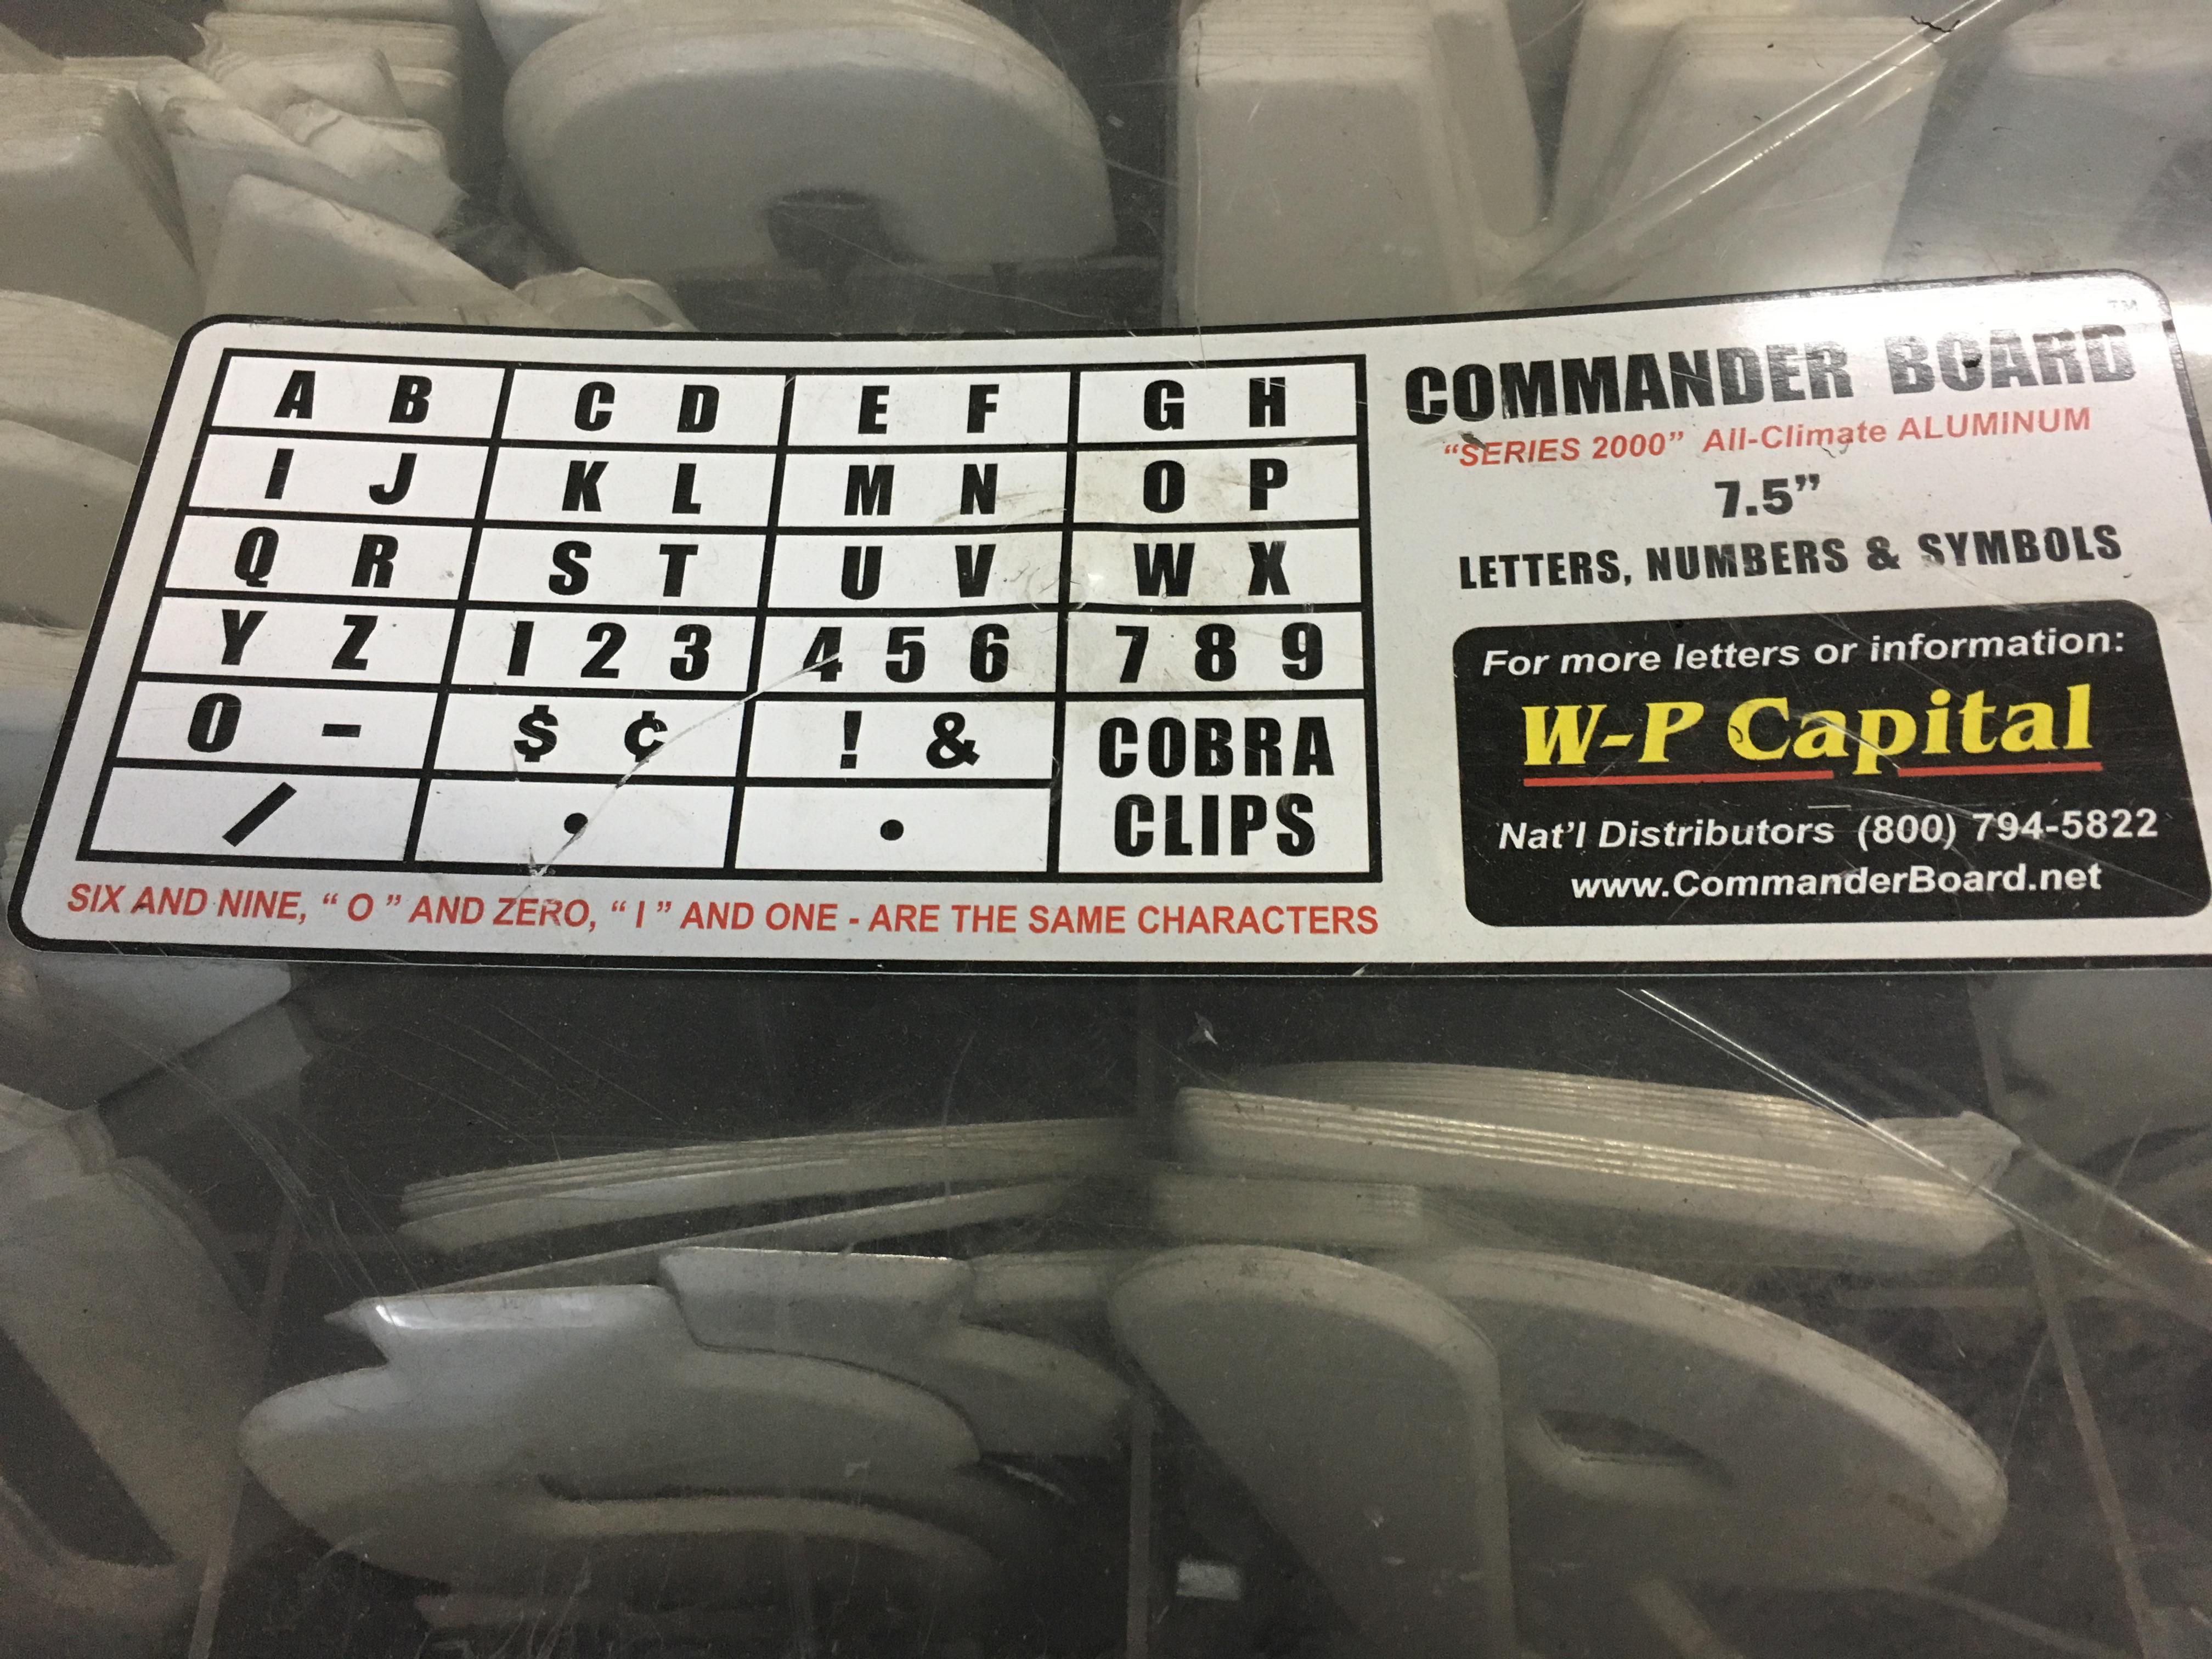 A B C D E F G H
I J K L M N O P
Q R S T U V W X
Y Z 1 2 3 4 5 6 7 8 9
0 - $ ¢ ! & COBRA
/ • • CLIPS
SIX AND NINE, “ O ” AND ZERO, “ I ” AND ONE - ARE THE SAME CHARACTERS
COMMANDER BOARD™
“SERIES 2000” All-Climate ALUMINUM
7.5”
LETTERS, NUMBERS & SYMBOLS
For more letters or information:
W-P Capital
Nat’l Distributors (800) 794-5822
www.CommanderBoard.net